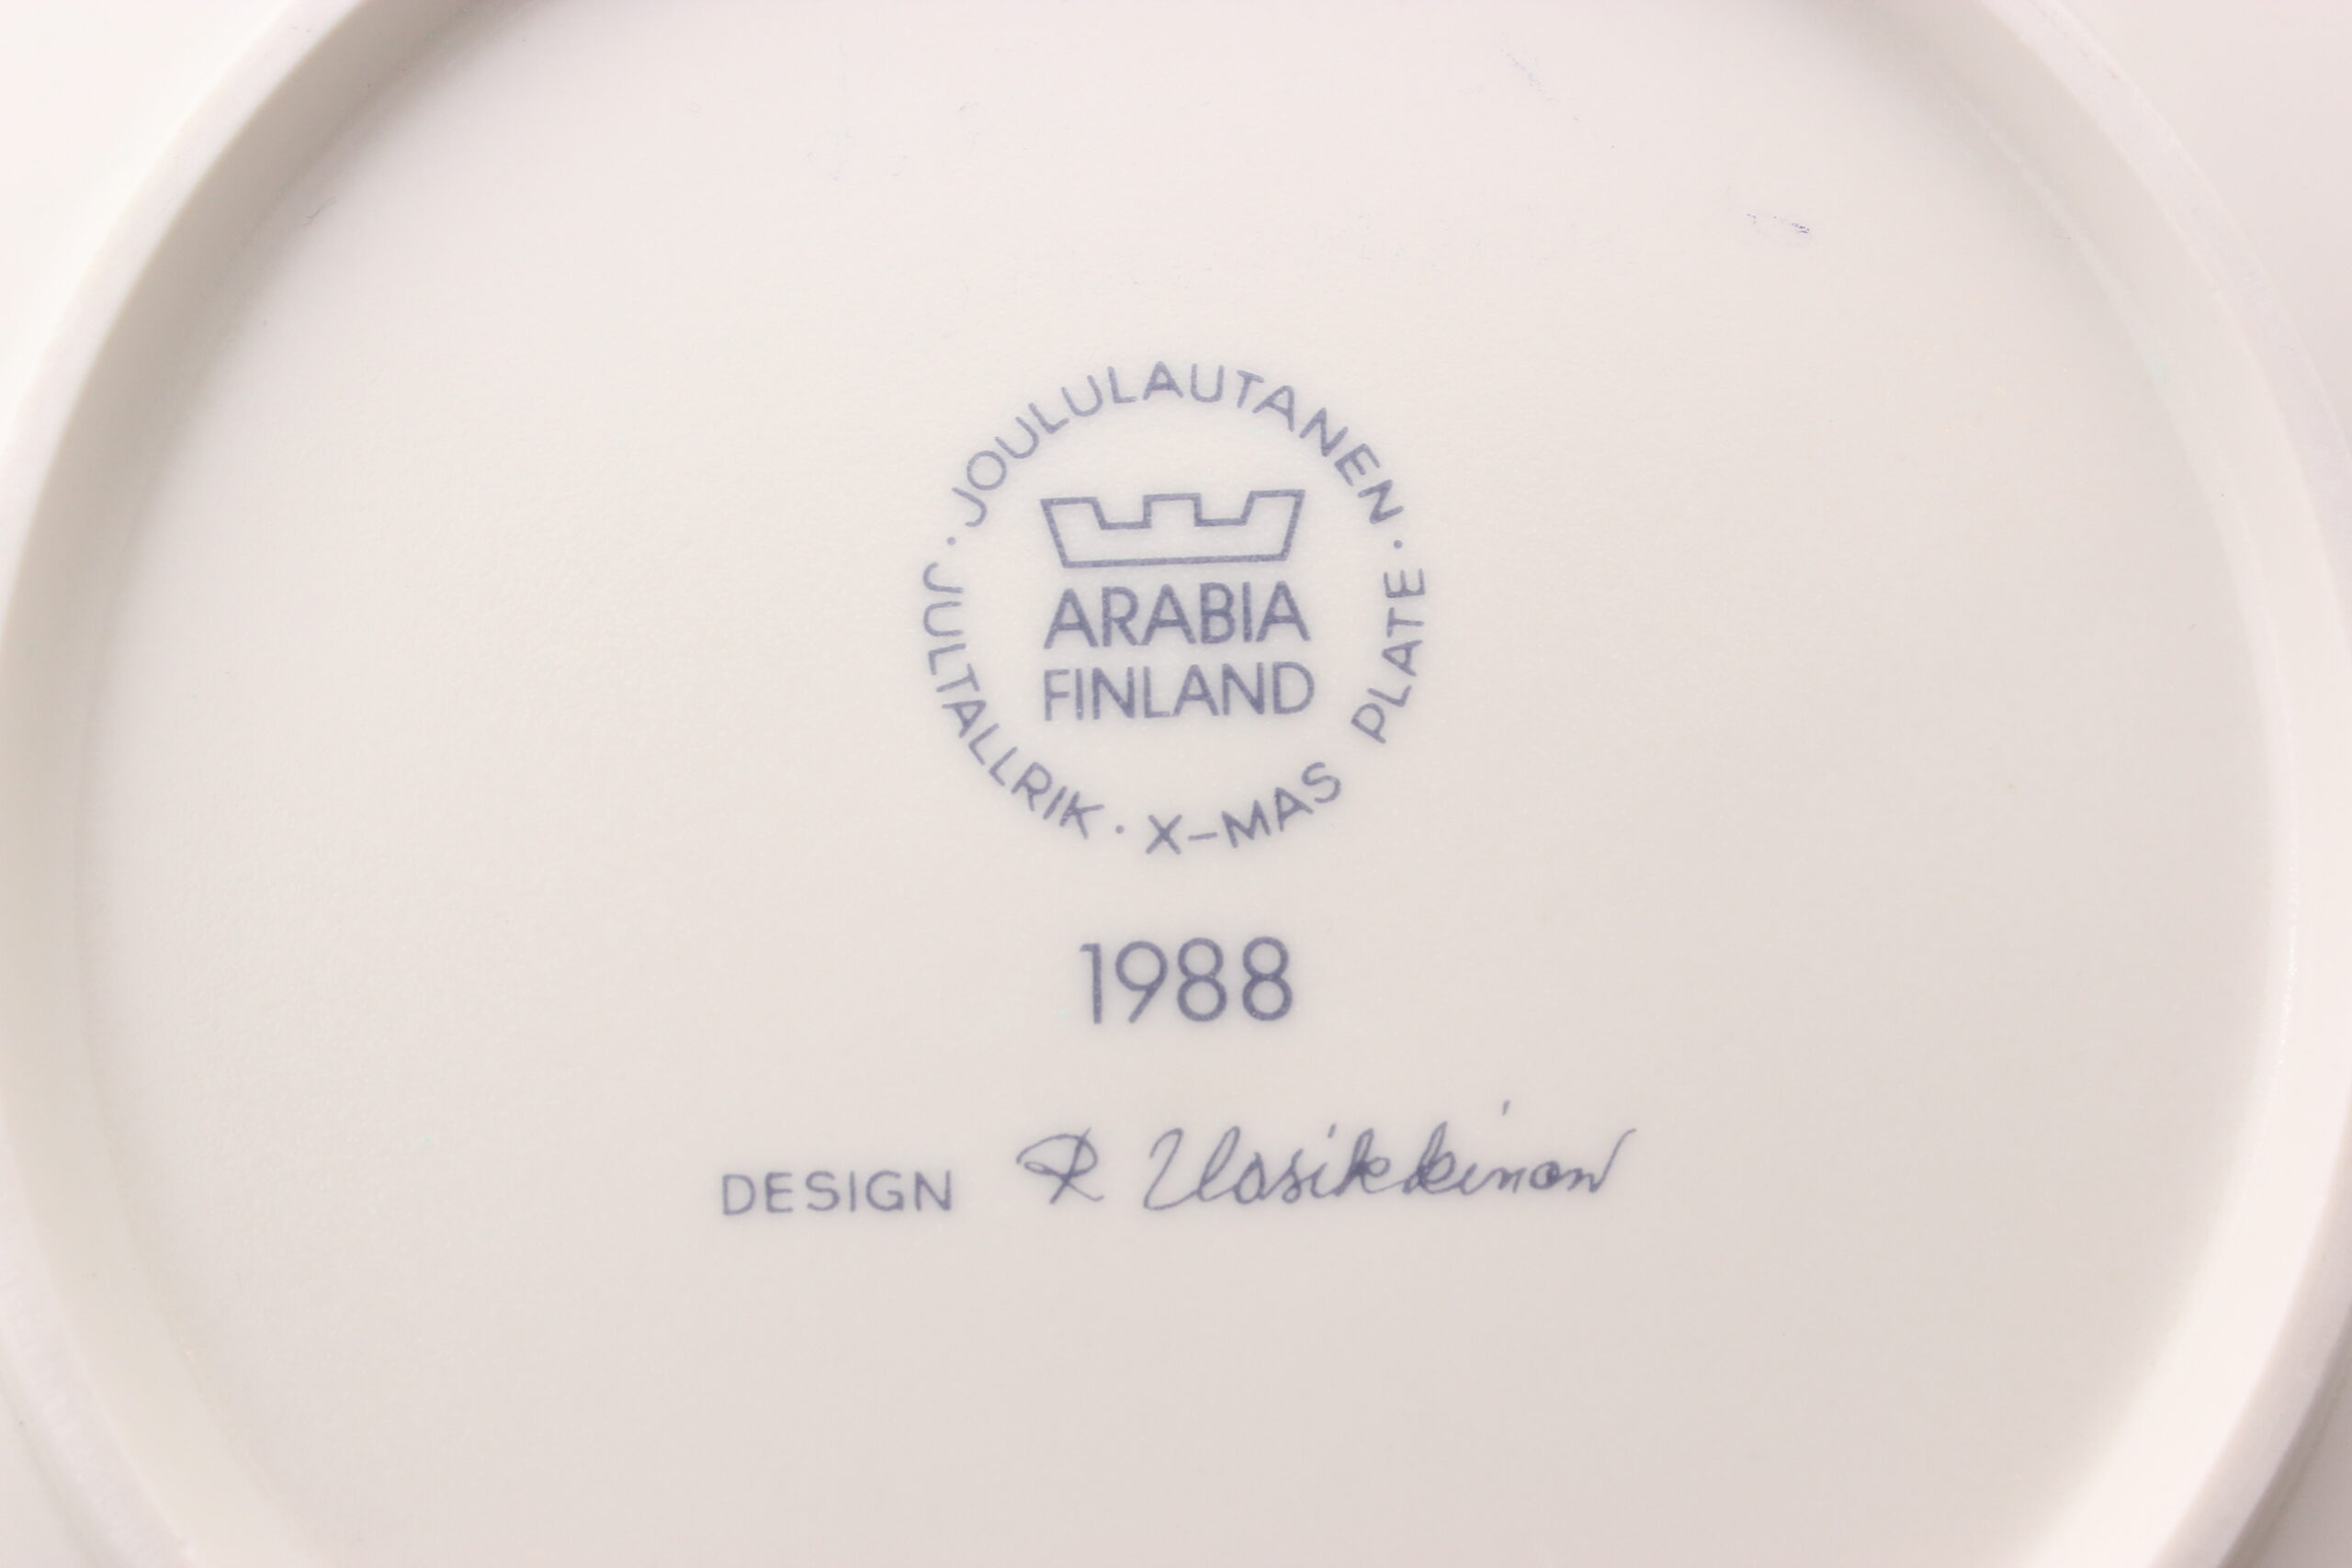 · JOULULAUTANEN · X-MAS PLATE · JULTALLRIK
ARABIA
FINLAND
1988
DESIGN R Uosikkinen